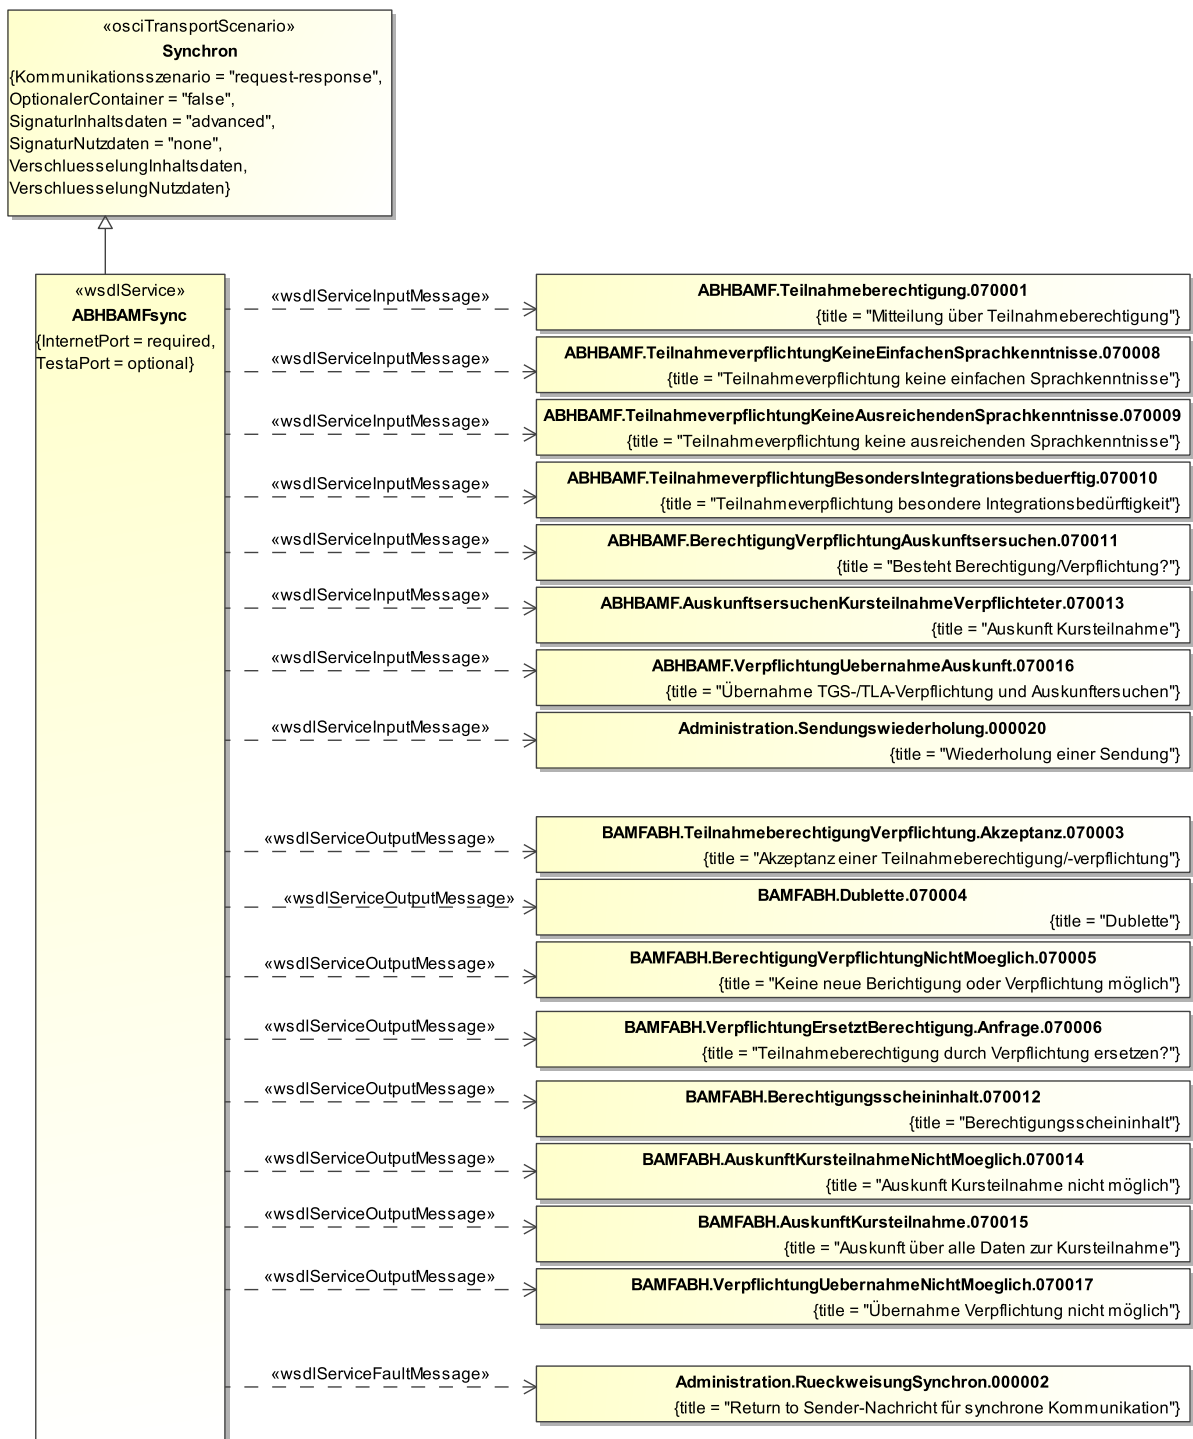 «osciTransportScenario»
Synchron
{Kommunikationsszenario = "request-response",
OptionalerContainer = "false",
SignaturInhaltsdaten = "advanced",
SignaturNutzdaten = "none",
VerschluesselungInhaltsdaten,
VerschluesselungNutzdaten}
«wsdlService»
ABHBAMFsync
{InternetPort = required,
TestaPort = optional}
«wsdlServiceInputMessage»
ABHBAMF.Teilnahmeberechtigung.070001
{title = "Mitteilung über Teilnahmeberechtigung"}
«wsdlServiceInputMessage»
ABHBAMF.TeilnahmeverpflichtungKeineEinfachenSprachkenntnisse.070008
{title = "Teilnahmeverpflichtung keine einfachen Sprachkenntnisse"}
«wsdlServiceInputMessage»
ABHBAMF.TeilnahmeverpflichtungKeineAusreichendenSprachkenntnisse.070009
{title = "Teilnahmeverpflichtung keine ausreichenden Sprachkenntnisse"}
«wsdlServiceInputMessage»
ABHBAMF.TeilnahmeverpflichtungBesondersIntegrationsbeduerftig.070010
{title = "Teilnahmeverpflichtung besondere Integrationsbedürftigkeit"}
«wsdlServiceInputMessage»
ABHBAMF.BerechtigungVerpflichtungAuskunftsersuchen.070011
{title = "Besteht Berechtigung/Verpflichtung?"}
«wsdlServiceInputMessage»
ABHBAMF.AuskunftsersuchenKursteilnahmeVerpflichteter.070013
{title = "Auskunft Kursteilnahme"}
«wsdlServiceInputMessage»
ABHBAMF.VerpflichtungUebernahmeAuskunft.070016
{title = "Übernahme TGS-/TLA-Verpflichtung und Auskunftersuchen"}
«wsdlServiceInputMessage»
Administration.Sendungswiederholung.000020
{title = "Wiederholung einer Sendung"}
«wsdlServiceOutputMessage»
BAMFABH.TeilnahmeberechtigungVerpflichtung.Akzeptanz.070003
{title = "Akzeptanz einer Teilnahmeberechtigung/-verpflichtung"}
«wsdlServiceOutputMessage»
BAMFABH.Dublette.070004
{title = "Dublette"}
«wsdlServiceOutputMessage»
BAMFABH.BerechtigungVerpflichtungNichtMoeglich.070005
{title = "Keine neue Berichtigung oder Verpflichtung möglich"}
«wsdlServiceOutputMessage»
BAMFABH.VerpflichtungErsetztBerechtigung.Anfrage.070006
{title = "Teilnahmeberechtigung durch Verpflichtung ersetzen?"}
«wsdlServiceOutputMessage»
BAMFABH.Berechtigungsscheininhalt.070012
{title = "Berechtigungsscheininhalt"}
«wsdlServiceOutputMessage»
BAMFABH.AuskunftKursteilnahmeNichtMoeglich.070014
{title = "Auskunft Kursteilnahme nicht möglich"}
«wsdlServiceOutputMessage»
BAMFABH.AuskunftKursteilnahme.070015
{title = "Auskunft über alle Daten zur Kursteilnahme"}
«wsdlServiceOutputMessage»
BAMFABH.VerpflichtungUebernahmeNichtMoeglich.070017
{title = "Übernahme Verpflichtung nicht möglich"}
«wsdlServiceFaultMessage»
Administration.RueckweisungSynchron.000002
{title = "Return to Sender-Nachricht für synchrone Kommunikation"}